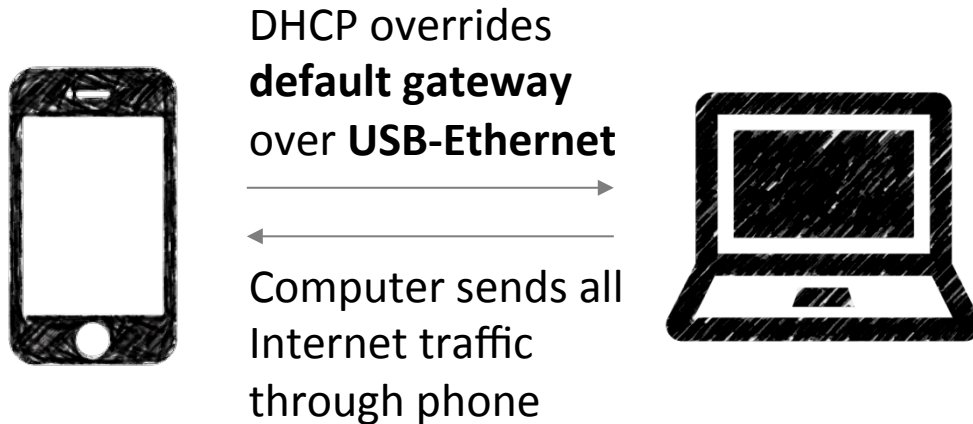 DHCP overrides
default gateway
over USB-Ethernet
Computer sends all
Internet traffic
through phone